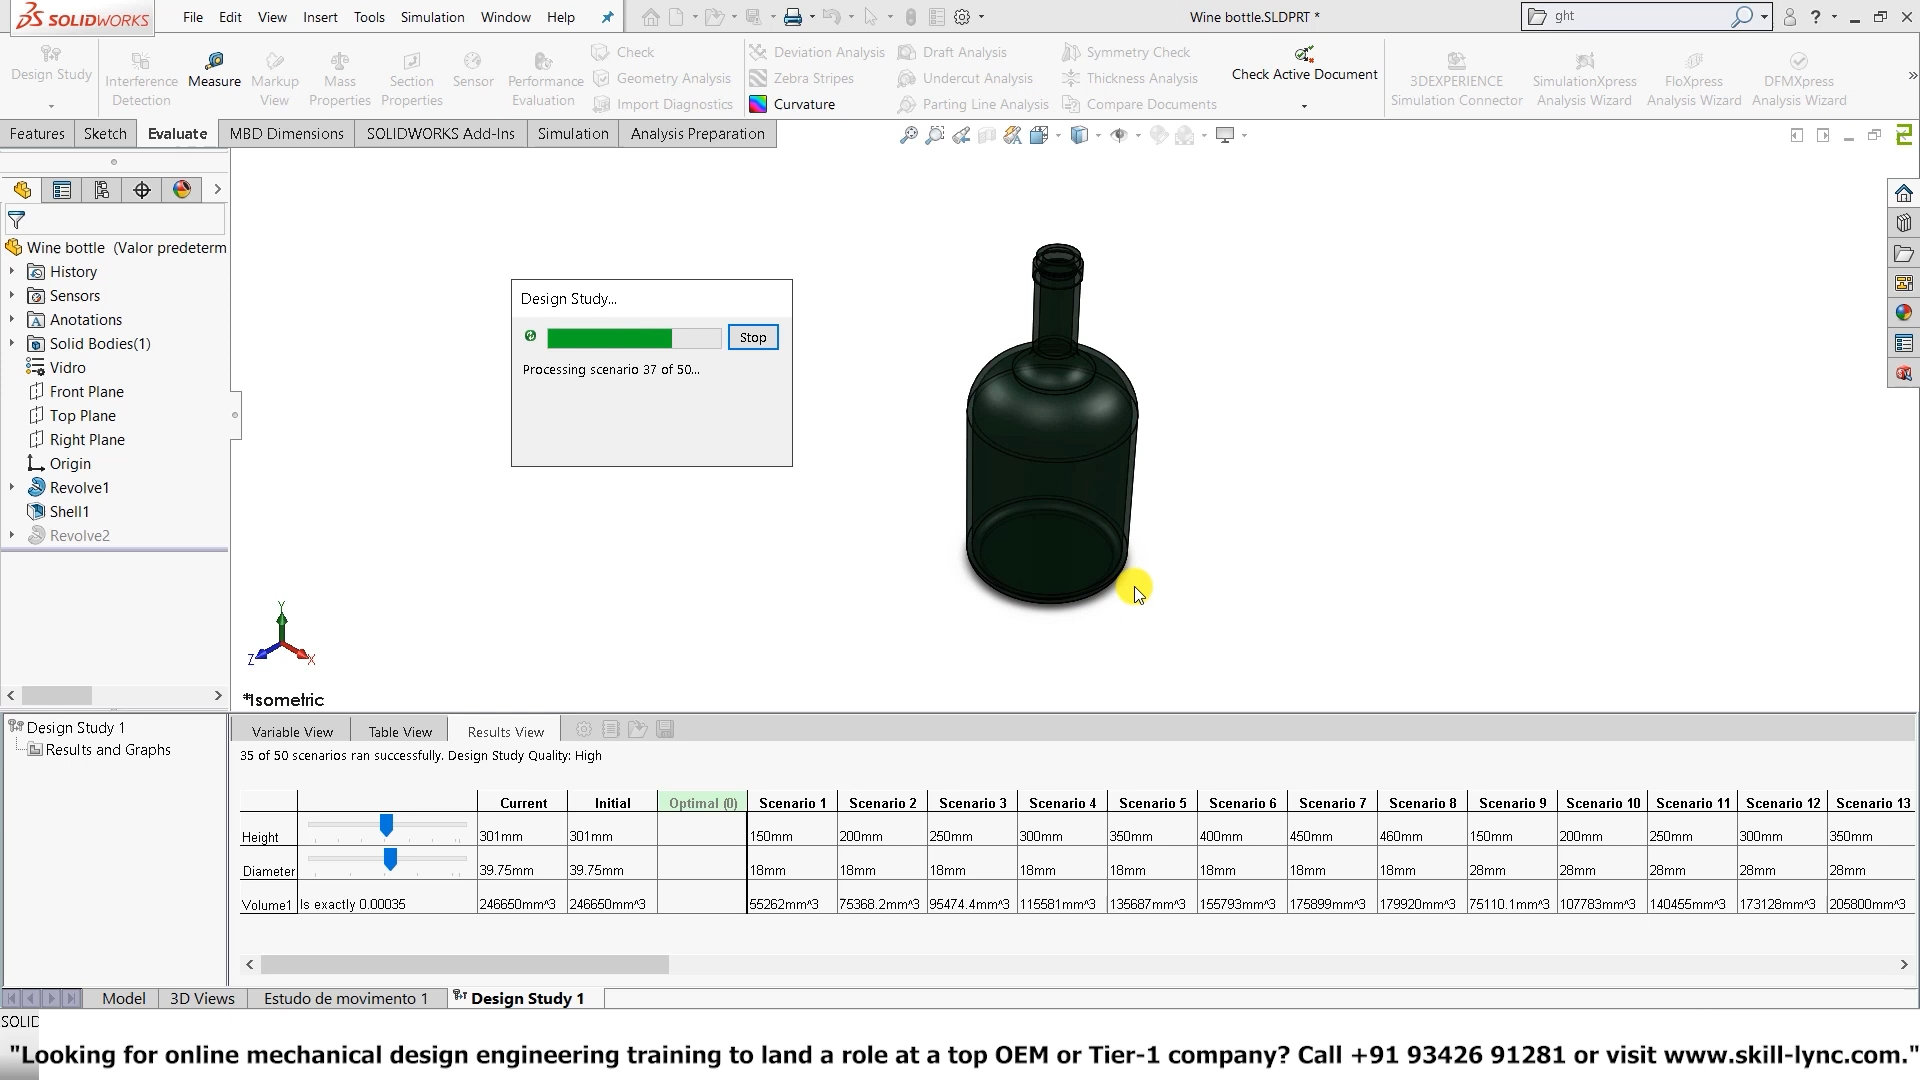 SOLIDWORKS File Edit View Insert Tools Simulation Window Help Wine bottle.SLDPRT * ght
Design Study
Interference Detection
Measure
Markup View
Mass Properties
Section Properties
Sensor
Performance Evaluation
Check
Geometry Analysis
Import Diagnostics
Deviation Analysis
Zebra Stripes
Curvature
Draft Analysis
Undercut Analysis
Parting Line Analysis
Symmetry Check
Thickness Analysis
Compare Documents
Check Active Document
3DEXPERIENCE Simulation Connector
SimulationXpress Analysis Wizard
FloXpress Analysis Wizard
DFMXpress Analysis Wizard
Features Sketch Evaluate MBD Dimensions SOLIDWORKS Add-Ins Simulation Analysis Preparation
Wine bottle (Valor predeterm
History
Sensors
Anotations
Solid Bodies(1)
Vidro
Front Plane
Top Plane
Right Plane
Origin
Revolve1
Shell1
Revolve2
Design Study...
Stop
Processing scenario 37 of 50...
Y
Z X
*Isometric
Design Study 1
Results and Graphs
Variable View Table View Results View
35 of 50 scenarios ran successfully. Design Study Quality: High
Current Initial Optimal (0) Scenario 1 Scenario 2 Scenario 3 Scenario 4 Scenario 5 Scenario 6 Scenario 7 Scenario 8 Scenario 9 Scenario 10 Scenario 11 Scenario 12 Scenario 13
Height 301mm 301mm 150mm 200mm 250mm 300mm 350mm 400mm 450mm 460mm 150mm 200mm 250mm 300mm 350mm
Diameter 39.75mm 39.75mm 18mm 18mm 18mm 18mm 18mm 18mm 18mm 18mm 28mm 28mm 28mm 28mm 28mm
Volume1 Is exactly 0.00035 246650mm^3 246650mm^3 55262mm^3 75368.2mm^3 95474.4mm^3 115581mm^3 135687mm^3 155793mm^3 175899mm^3 179920mm^3 75110.1mm^3 107783mm^3 140455mm^3 173128mm^3 205800mm^3
Model 3D Views Estudo de movimento 1 Design Study 1
SOLID
"Looking for online mechanical design engineering training to land a role at a top OEM or Tier-1 company? Call +91 93426 91281 or visit www.skill-lync.com."